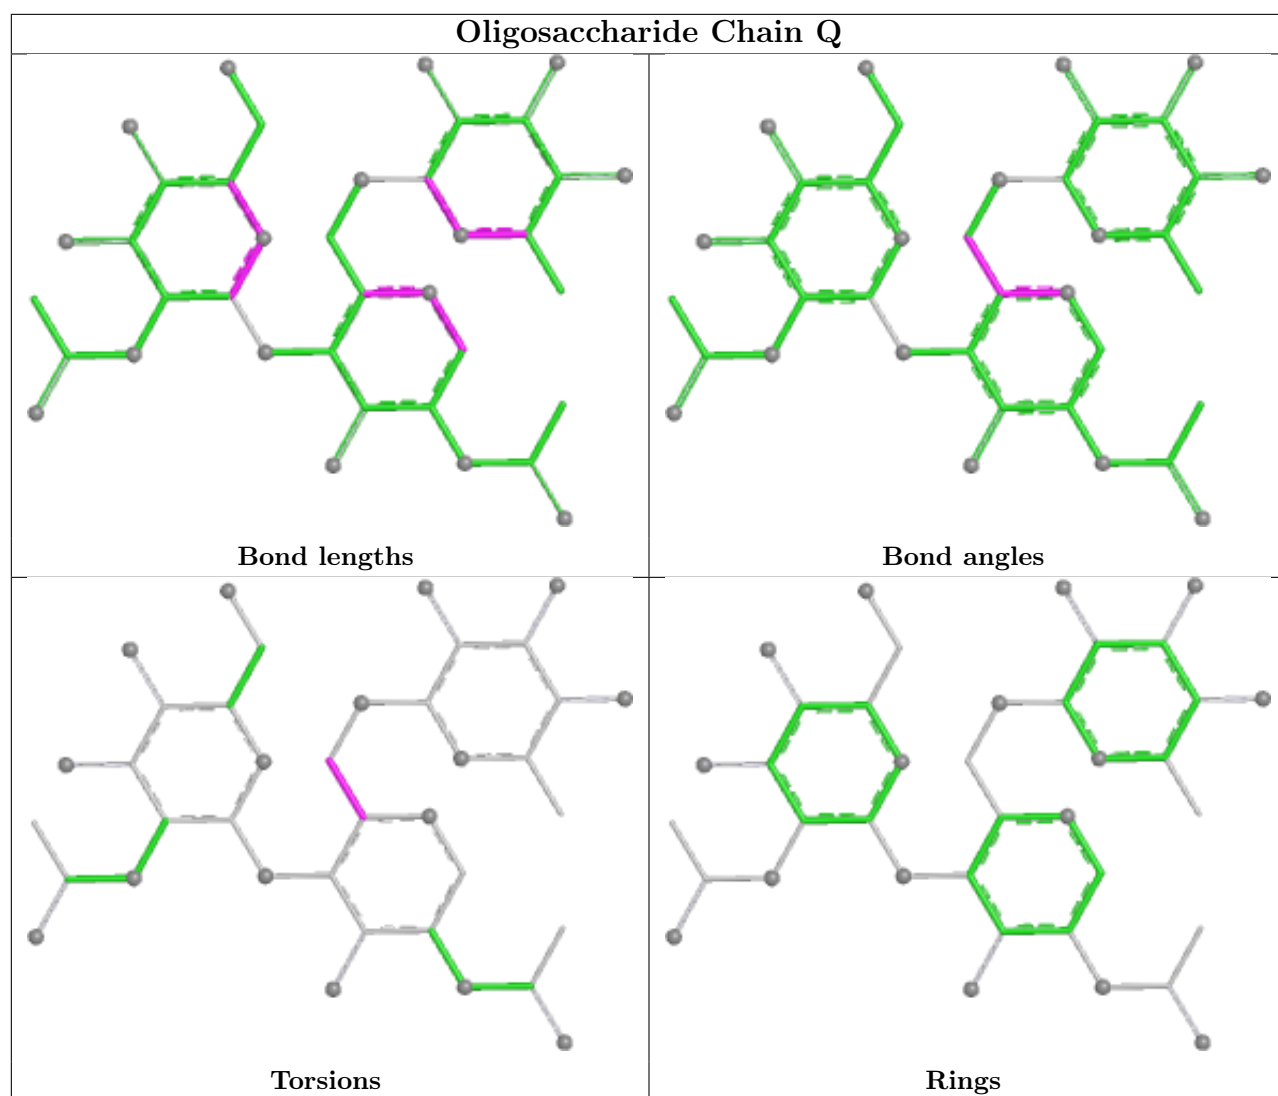 Oligosaccharide Chain Q
Bond lengths
Bond angles
Torsions
Rings